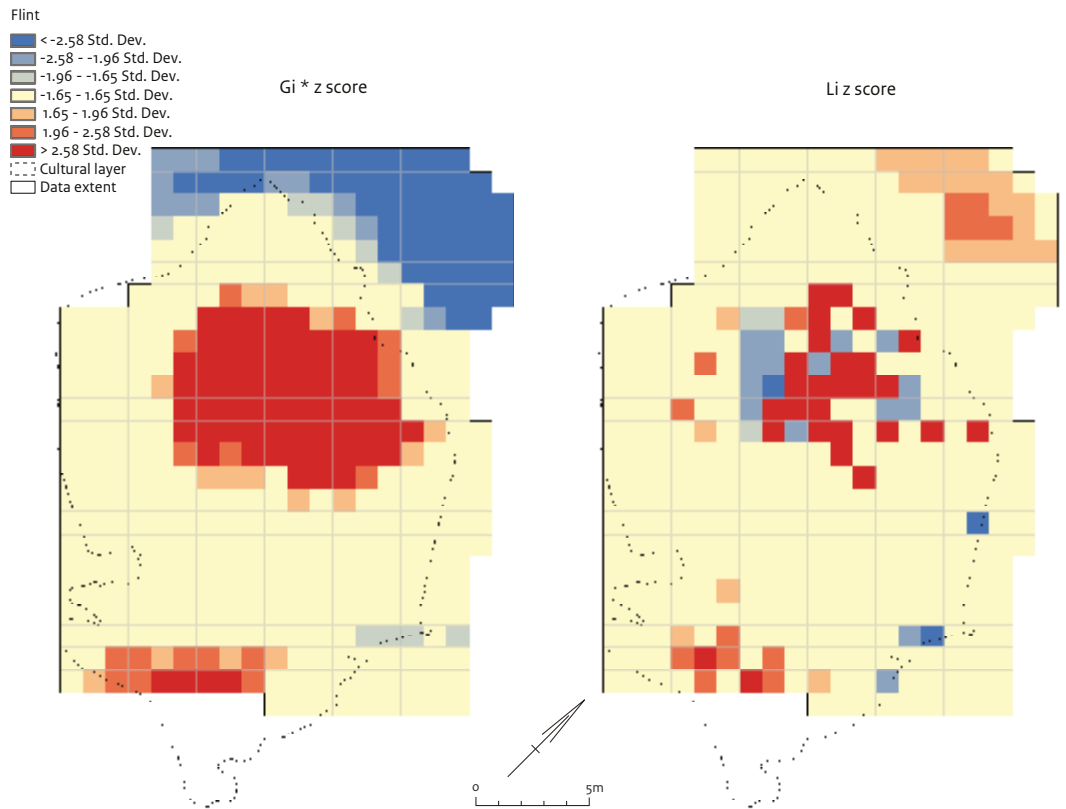 Flint
< -2.58 Std. Dev.
-2.58 - -1.96 Std. Dev.
-1.96 - -1.65 Std. Dev.
-1.65 - 1.65 Std. Dev.
1.65 - 1.96 Std. Dev.
1.96 - 2.58 Std. Dev.
> 2.58 Std. Dev.
Cultural layer
Data extent
Gi * z score
Li z score
0 5m